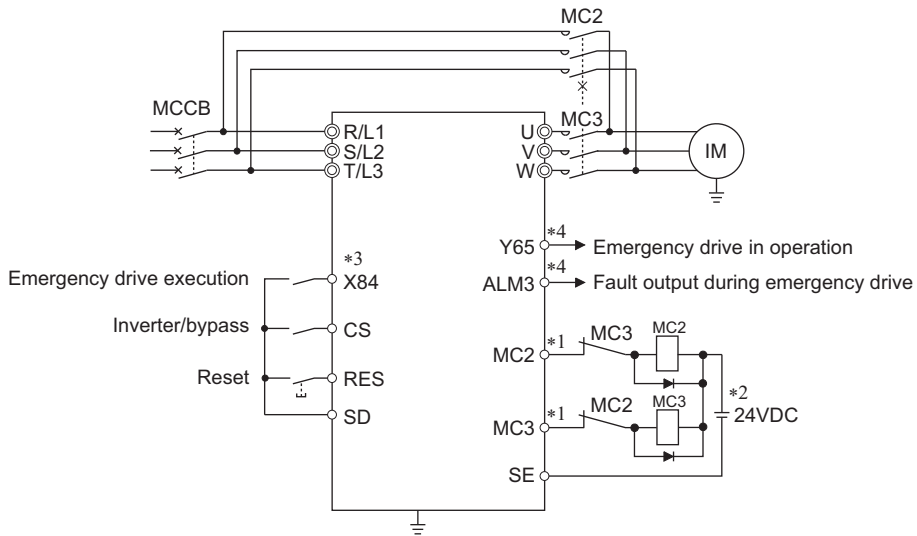 MC2
MCCB
MC3
R/L1
S/L2
T/L3
U
V
W
IM
*3
X84
Emergency drive execution
Inverter/bypass
CS
Reset
RES
SD
*4
Y65
Emergency drive in operation
*4
ALM3
Fault output during emergency drive
MC2
*1
MC3
MC2
*2
24VDC
MC3
*1
MC2
MC3
SE